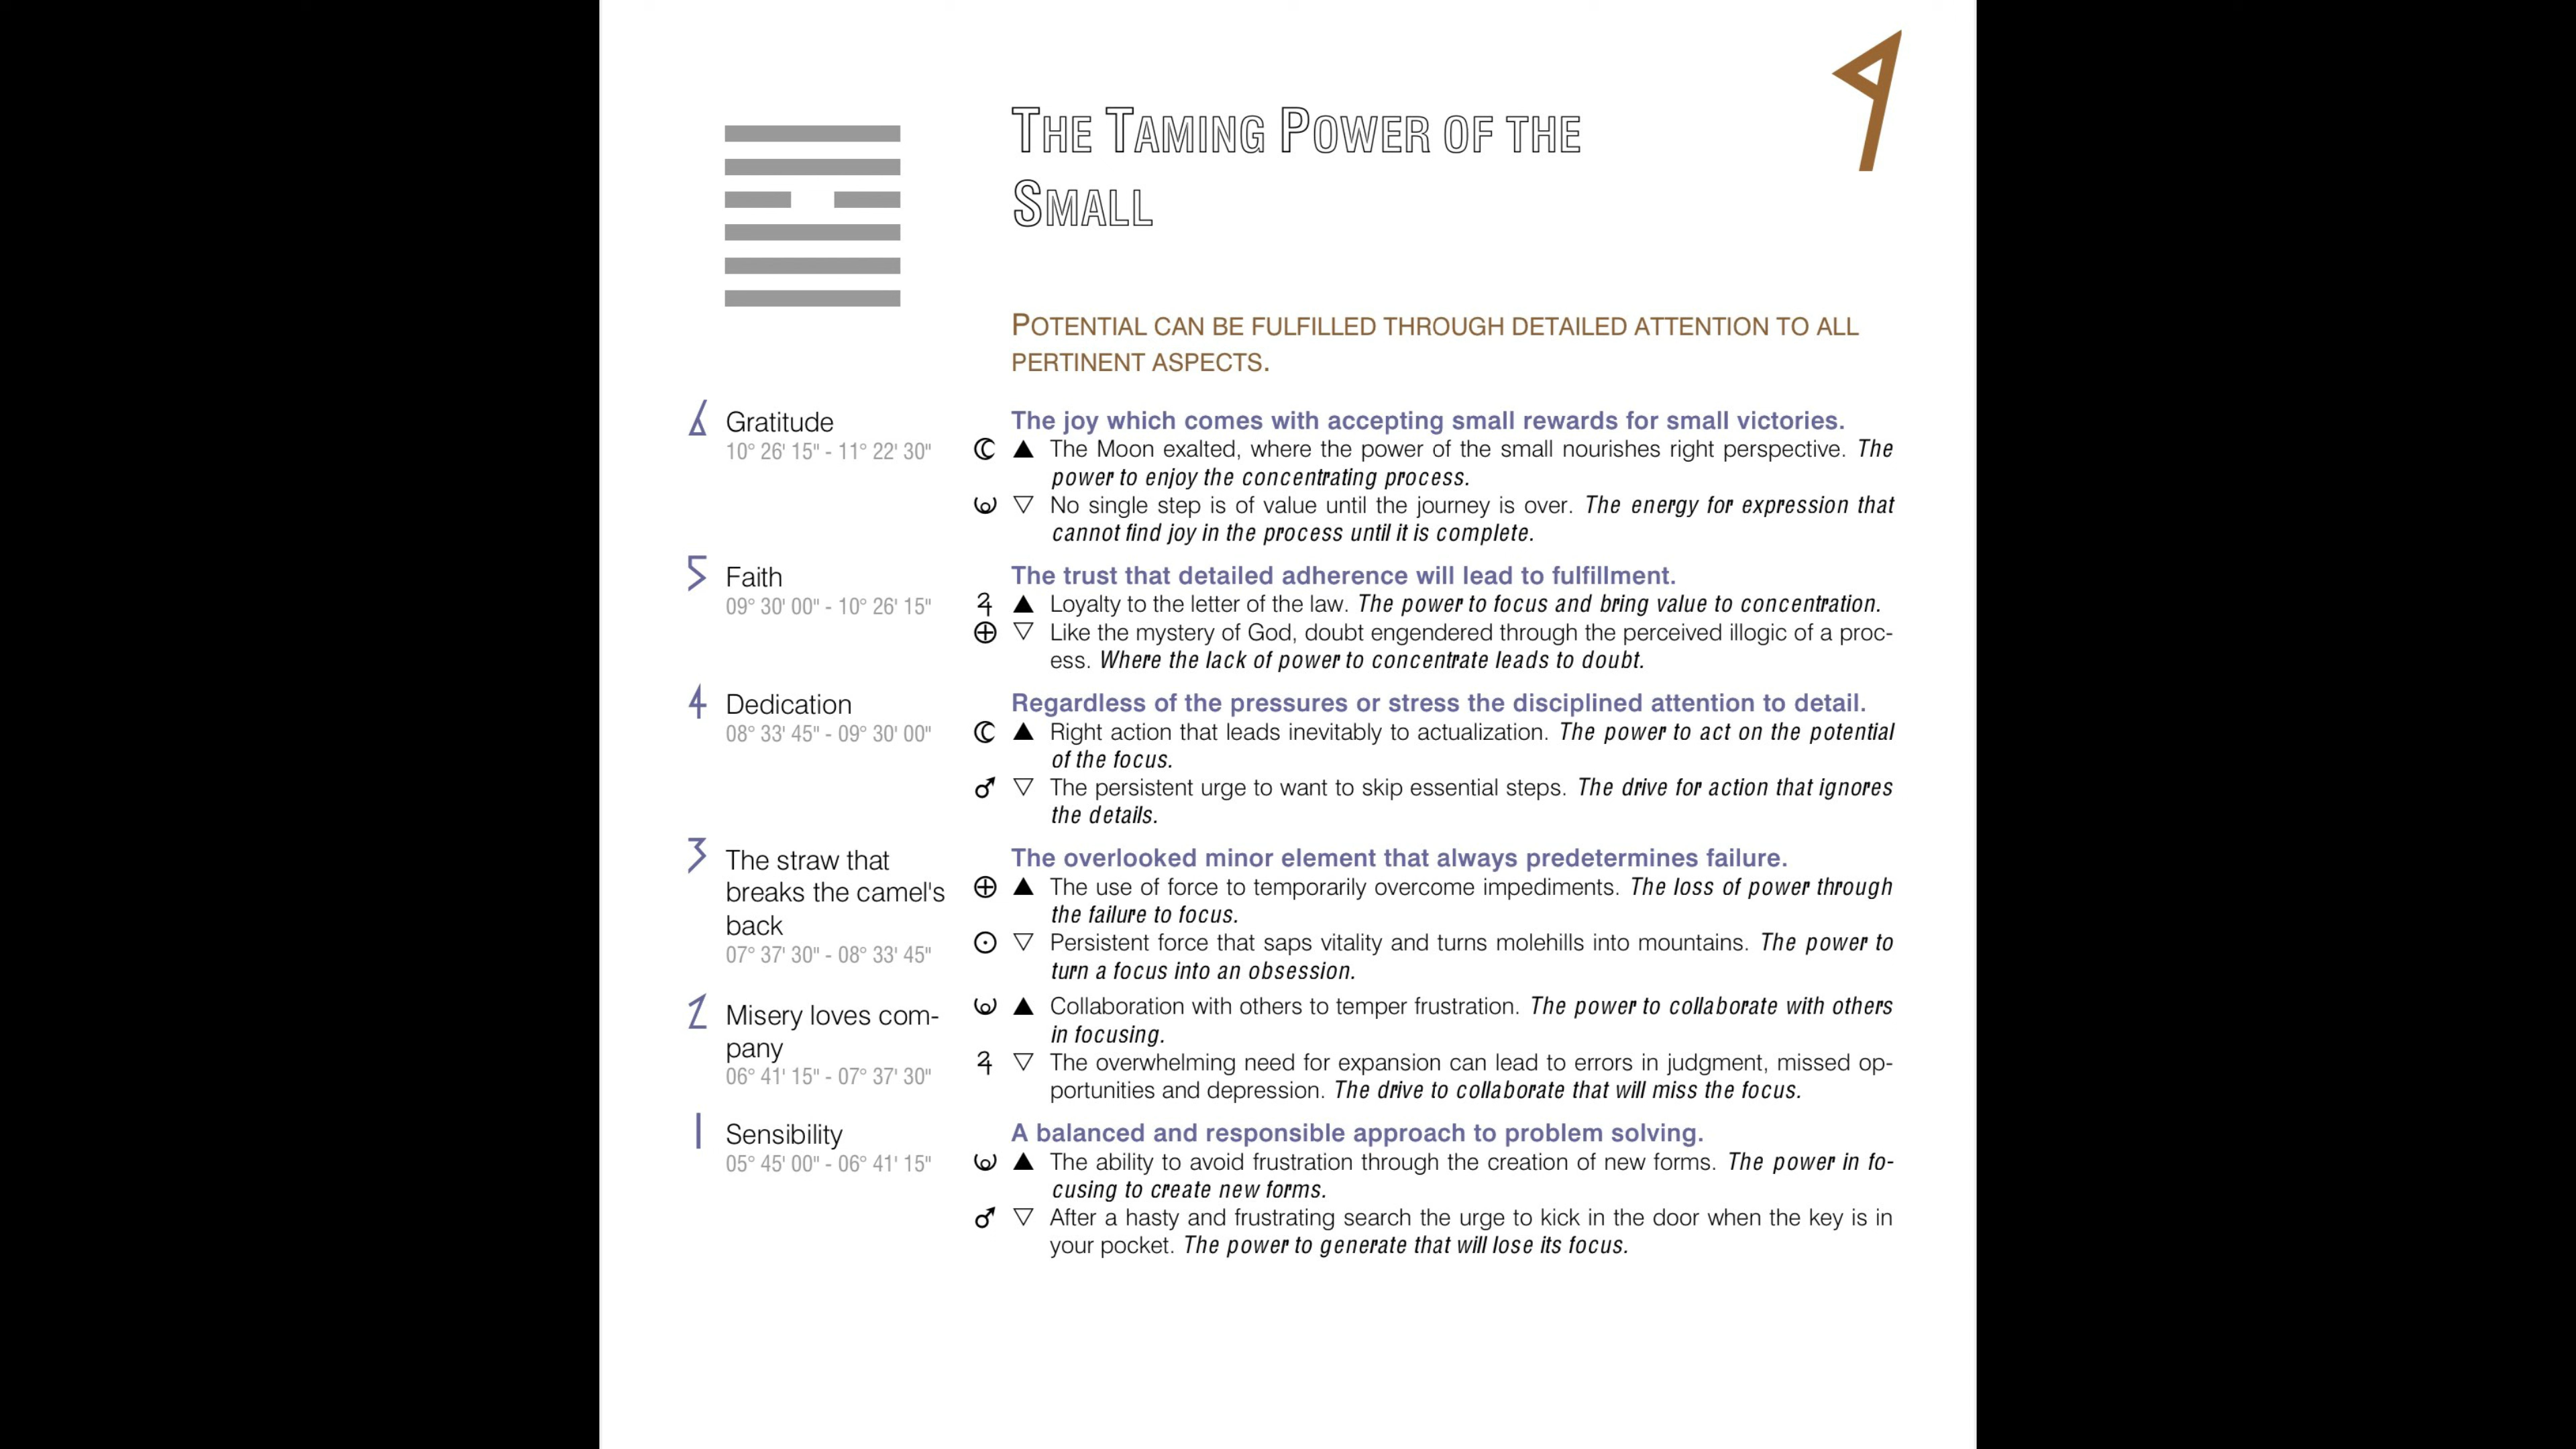 9
THE TAMING POWER OF THE
SMALL
POTENTIAL CAN BE FULFILLED THROUGH DETAILED ATTENTION TO ALL
PERTINENT ASPECTS.
6 Gratitude
10° 26' 15" - 11° 22' 30"
The joy which comes with accepting small rewards for small victories.
☾ ▲ The Moon exalted, where the power of the small nourishes right perspective. The
power to enjoy the concentrating process.
▽ No single step is of value until the journey is over. The energy for expression that
cannot find joy in the process until it is complete.
5 Faith
09° 30' 00" - 10° 26' 15"
The trust that detailed adherence will lead to fulfillment.
♃ ▲ Loyalty to the letter of the law. The power to focus and bring value to concentration.
⊕ ▽ Like the mystery of God, doubt engendered through the perceived illogic of a proc-
ess. Where the lack of power to concentrate leads to doubt.
4 Dedication
08° 33' 45" - 09° 30' 00"
Regardless of the pressures or stress the disciplined attention to detail.
☾ ▲ Right action that leads inevitably to actualization. The power to act on the potential
of the focus.
♂ ▽ The persistent urge to want to skip essential steps. The drive for action that ignores
the details.
3 The straw that
breaks the camel's
back
07° 37' 30" - 08° 33' 45"
The overlooked minor element that always predetermines failure.
⊕ ▲ The use of force to temporarily overcome impediments. The loss of power through
the failure to focus.
☉ ▽ Persistent force that saps vitality and turns molehills into mountains. The power to
turn a focus into an obsession.
2 Misery loves com-
pany
06° 41' 15" - 07° 37' 30"
▲ Collaboration with others to temper frustration. The power to collaborate with others
in focusing.
♃ ▽ The overwhelming need for expansion can lead to errors in judgment, missed op-
portunities and depression. The drive to collaborate that will miss the focus.
1 Sensibility
05° 45' 00" - 06° 41' 15"
A balanced and responsible approach to problem solving.
▲ The ability to avoid frustration through the creation of new forms. The power in fo-
cusing to create new forms.
♂ ▽ After a hasty and frustrating search the urge to kick in the door when the key is in
your pocket. The power to generate that will lose its focus.